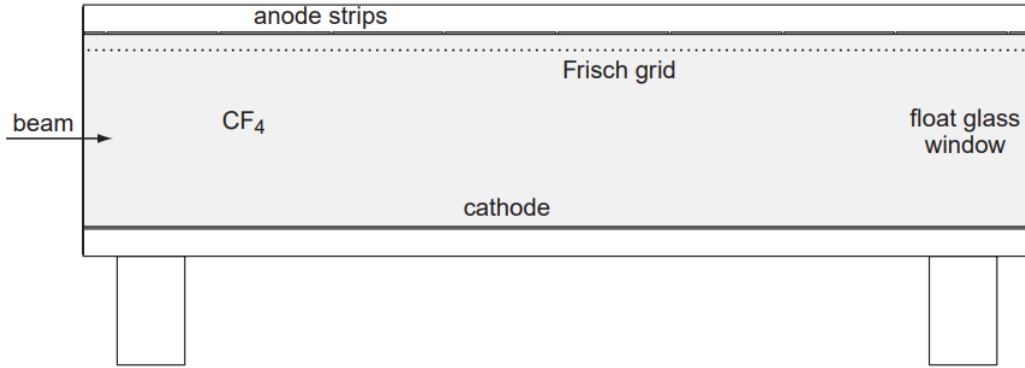 anode strips
Frisch grid
beam
CF4
float glass
window
cathode